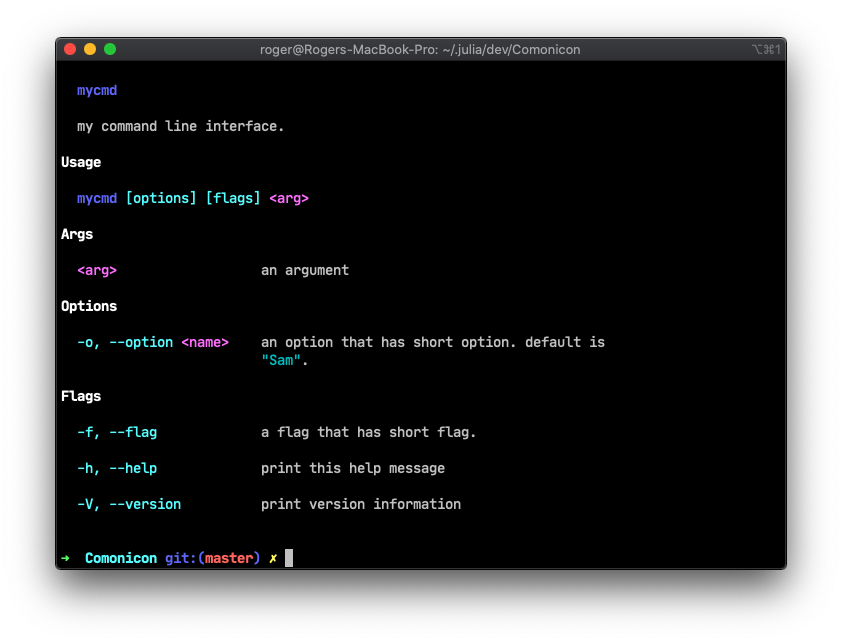 roger@Rogers-MacBook-Pro: ~/.julia/dev/Comonicon ⌥⌘1
mycmd
my command line interface.
Usage
mycmd [options] [flags] <arg>
Args
<arg> an argument
Options
-o, --option <name> an option that has short option. default is
"Sam".
Flags
-f, --flag a flag that has short flag.
-h, --help print this help message
-V, --version print version information
➜ Comonicon git:(master) ✗